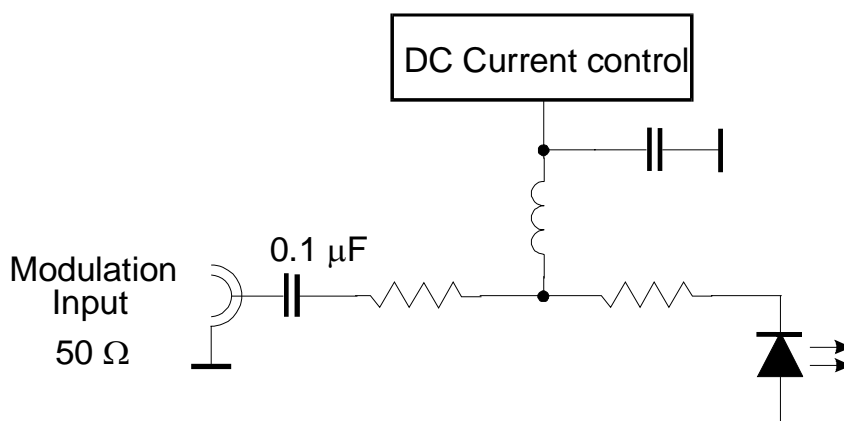 DC Current control
0.1 μF
Modulation
Input
50 Ω